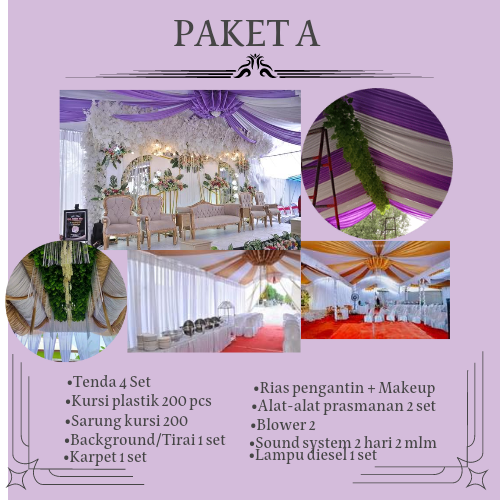 PAKET A
•Tenda 4 Set
•Kursi plastik 200 pcs
•Sarung kursi 200
•Background/Tirai 1 set
•Karpet 1 set
•Rias pengantin + Makeup
•Alat-alat prasmanan 2 set
•Blower 2
•Sound system 2 hari 2 mlm
•Lampu diesel 1 set